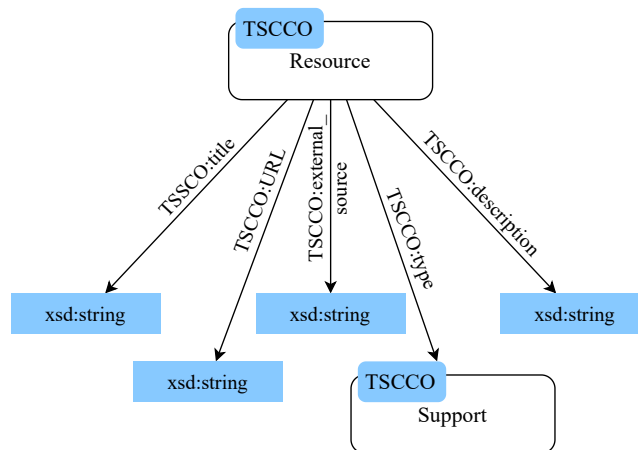 TSCCO
Resource
TSSCO:title
TSCCO:URL
TSCCO:external_
source
TSCCO:type
TSCCO:description
xsd:string
xsd:string
xsd:string
xsd:string
TSCCO
Support